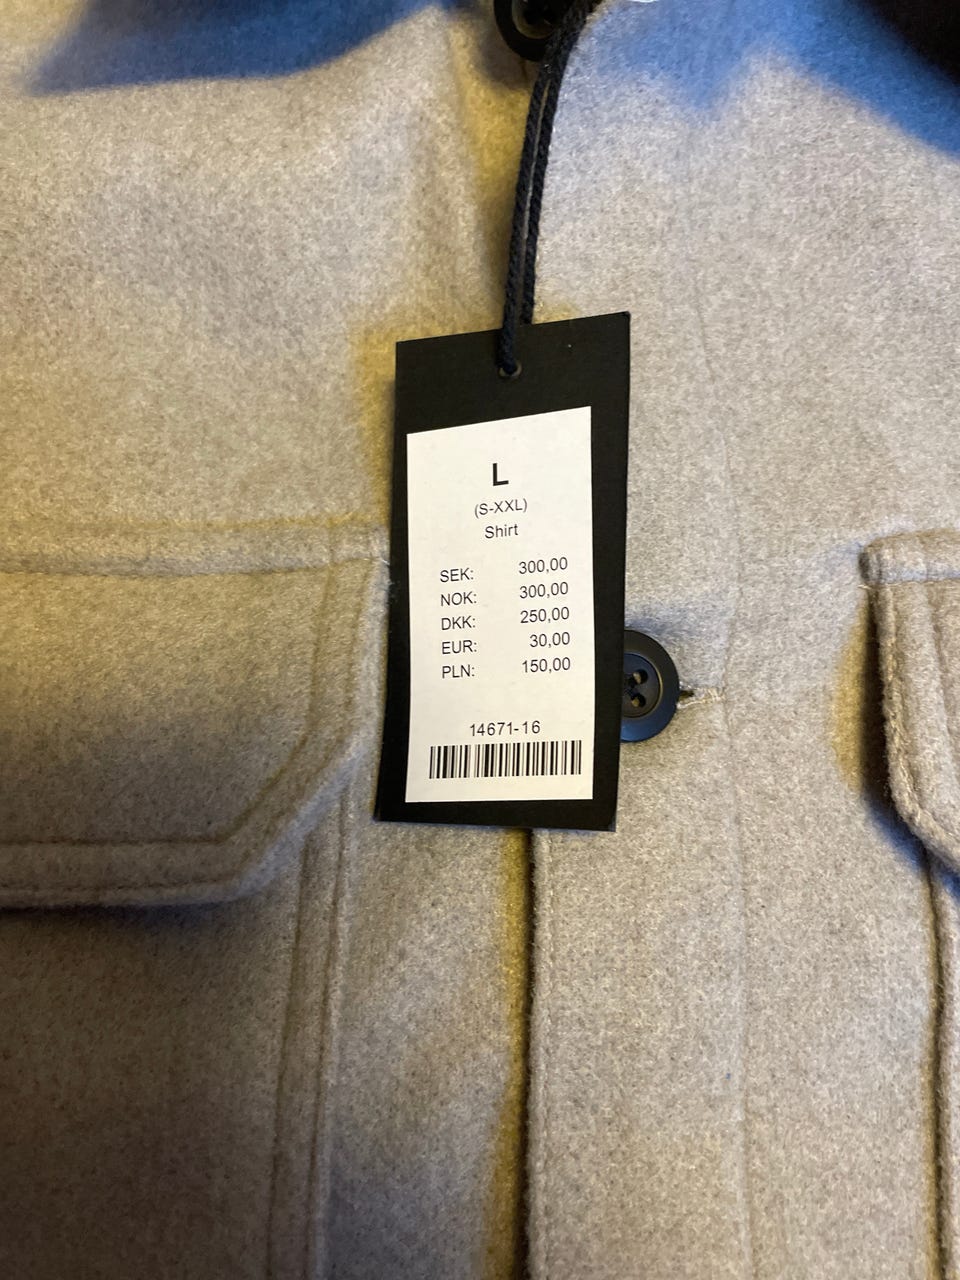 L
(S-XXL)
Shirt
SEK: 300,00
NOK: 300,00
DKK: 250,00
EUR: 30,00
PLN: 150,00
14671-16